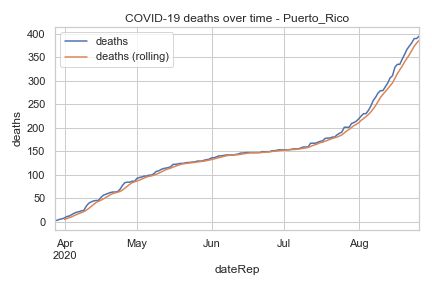 COVID-19 deaths over time - Puerto_Rico
deaths
deaths (rolling)
400
350
300
250
200
150
100
50
0
deaths
Apr
2020
May
Jun
Jul
Aug
dateRep